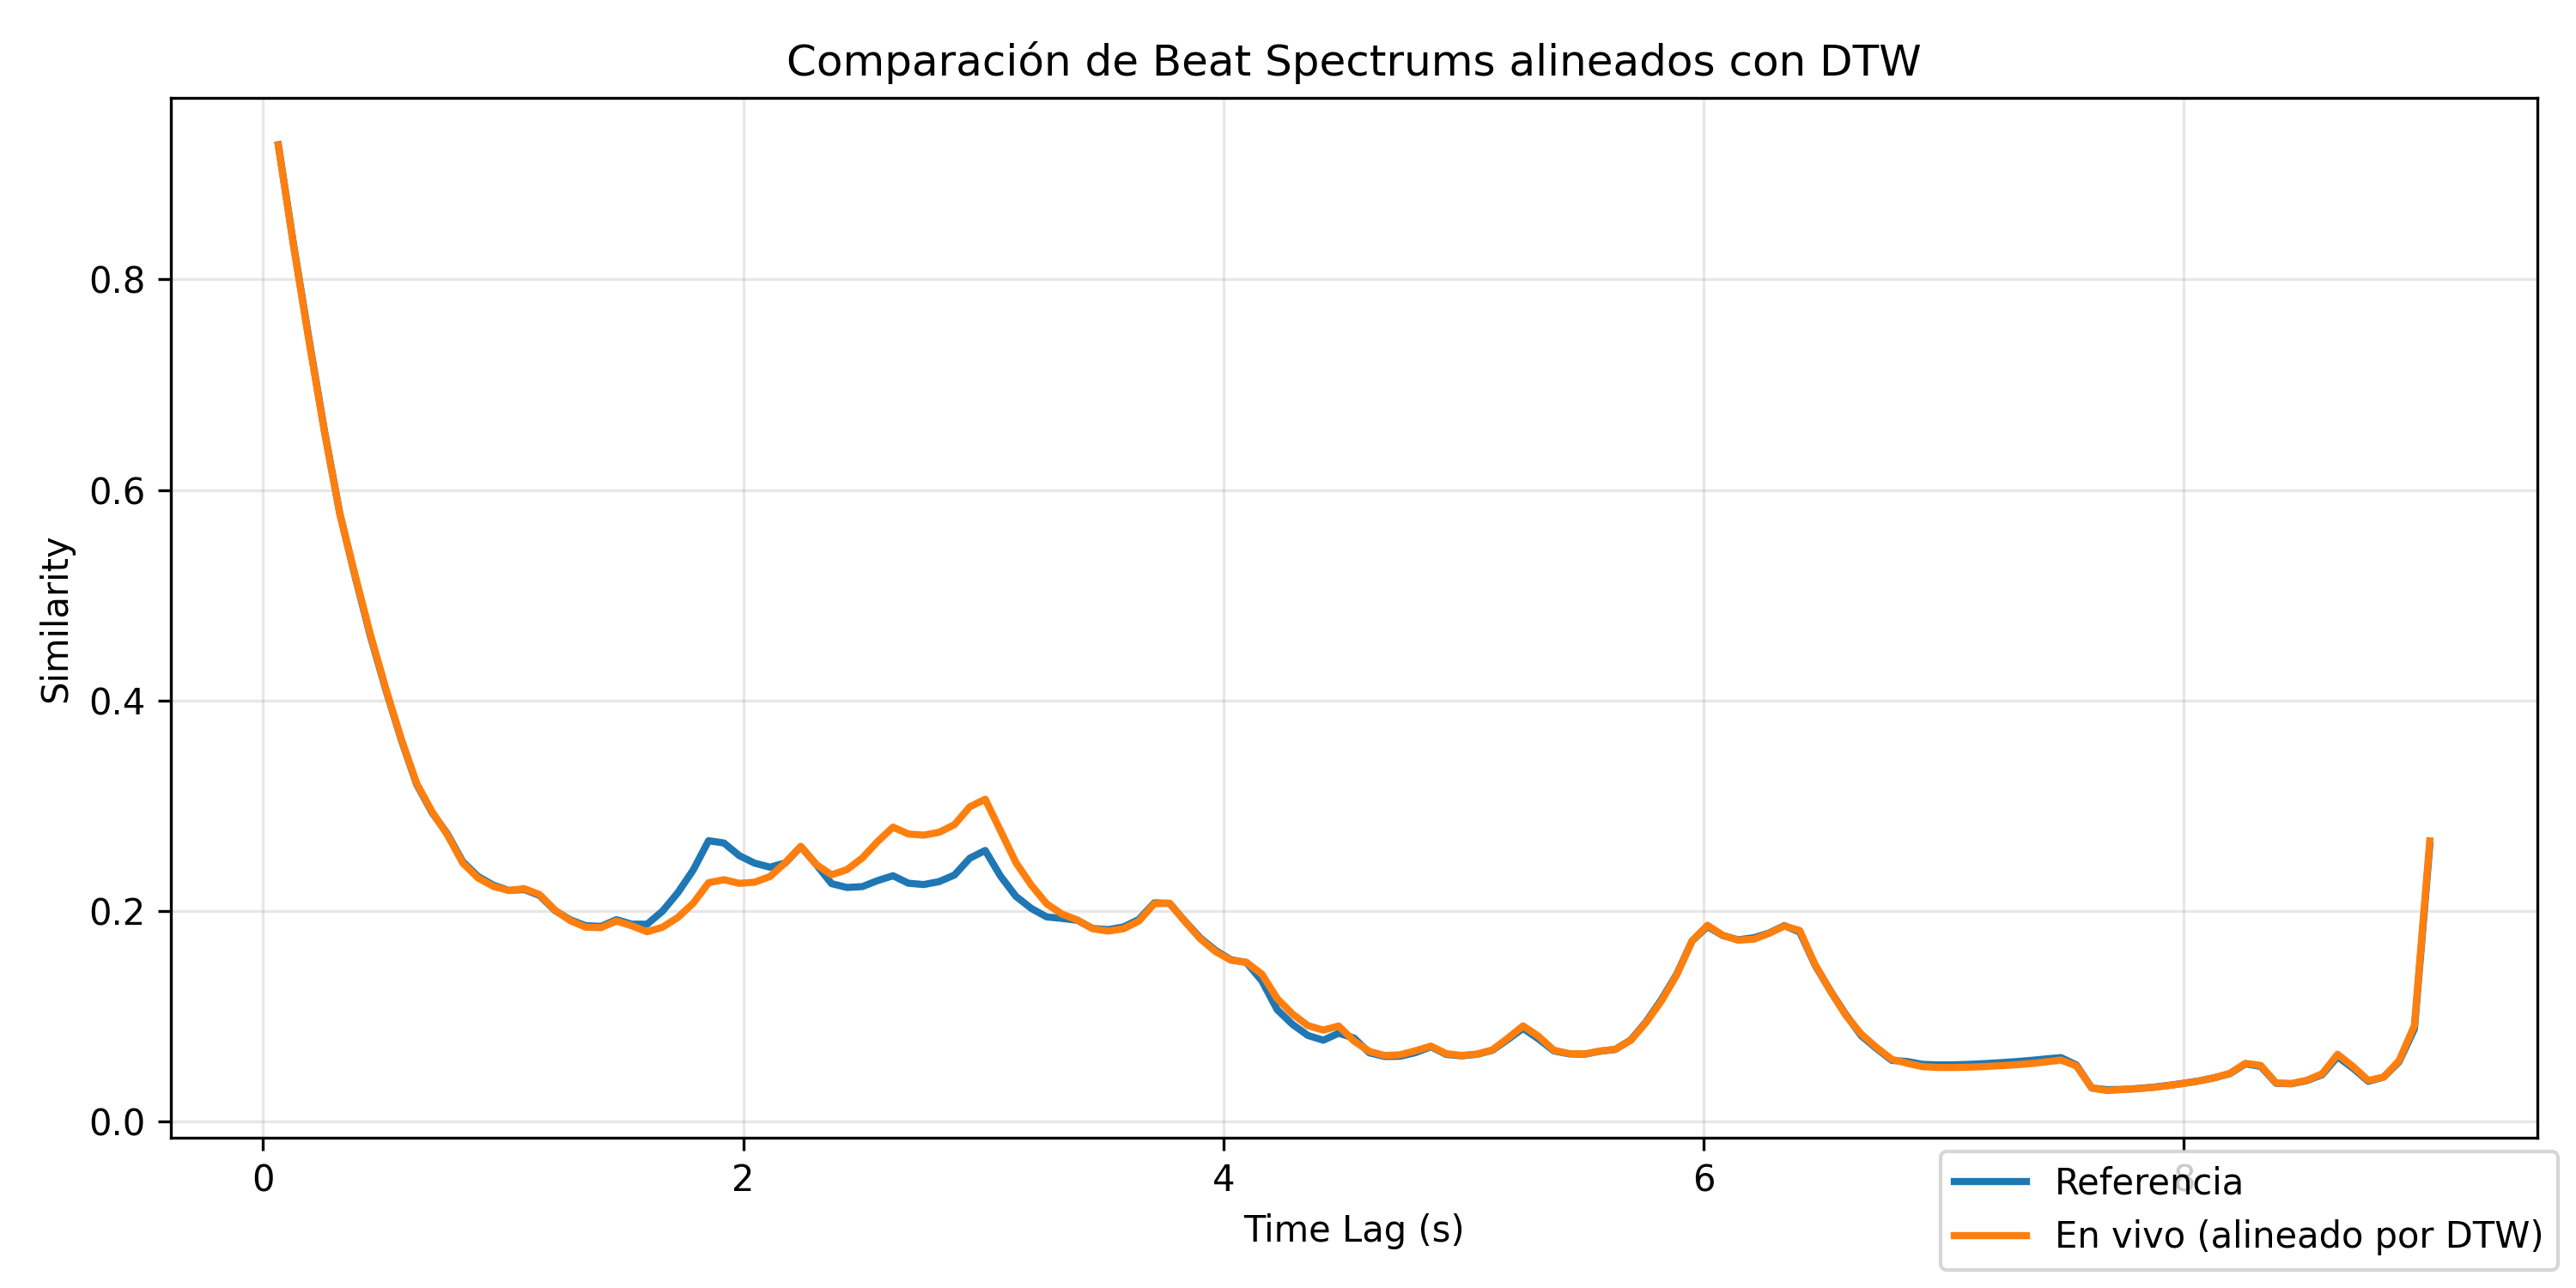 Comparación de Beat Spectrums alineados con DTW
Similarity
0.8
0.6
0.4
0.2
0.0
0 2 4 6 8
Time Lag (s)
Referencia
En vivo (alineado por DTW)